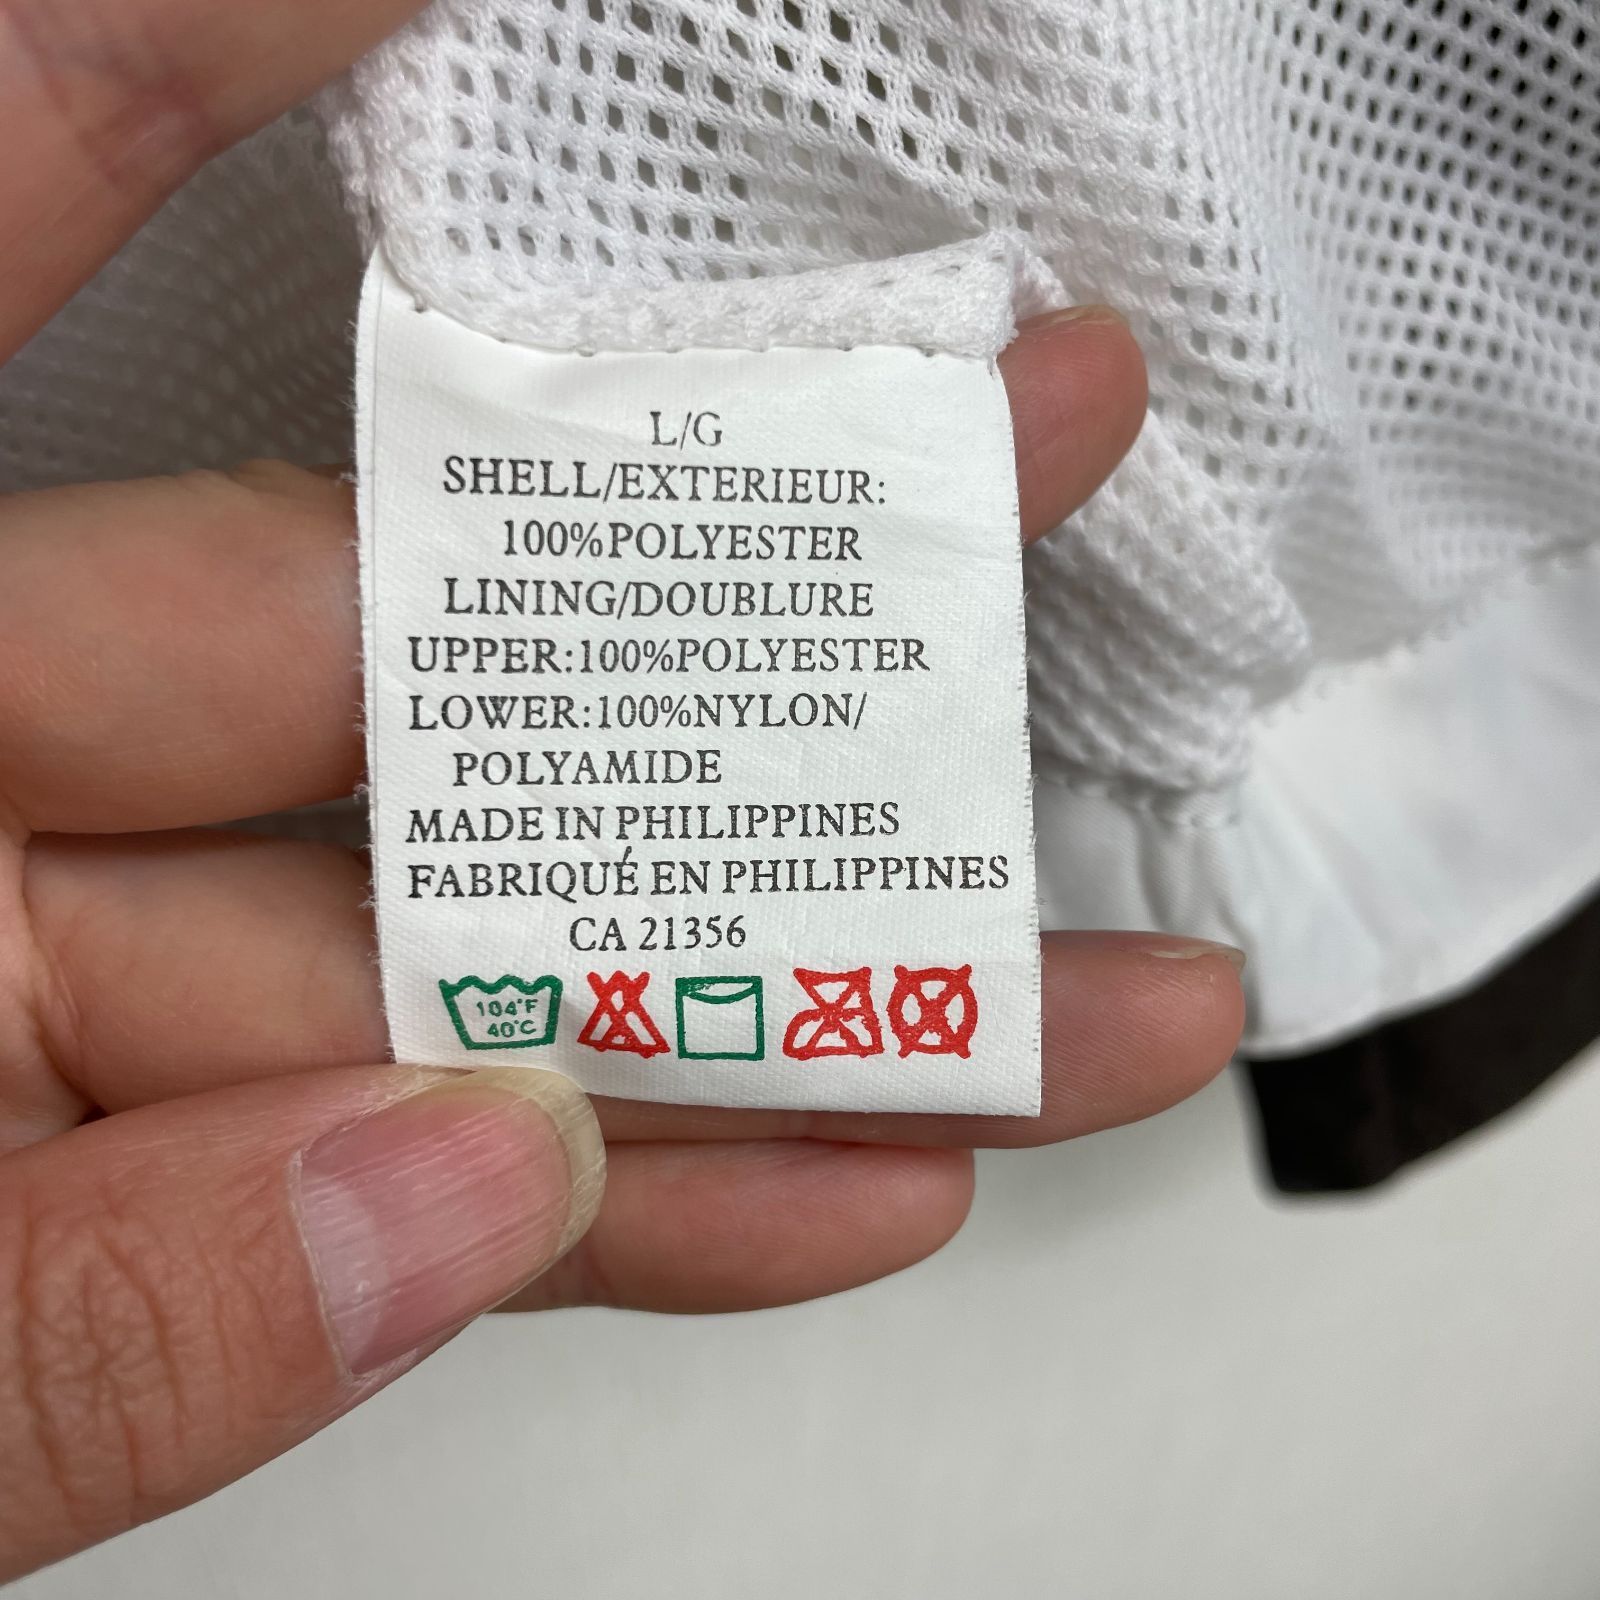 L/G
SHELL/EXTERIEUR:
100%POLYESTER
LINING/DOUBLURE
UPPER:100%POLYESTER
LOWER:100%NYLON/
POLYAMIDE
MADE IN PHILIPPINES
FABRIQUÉ EN PHILIPPINES
CA 21356
104°F
40°C